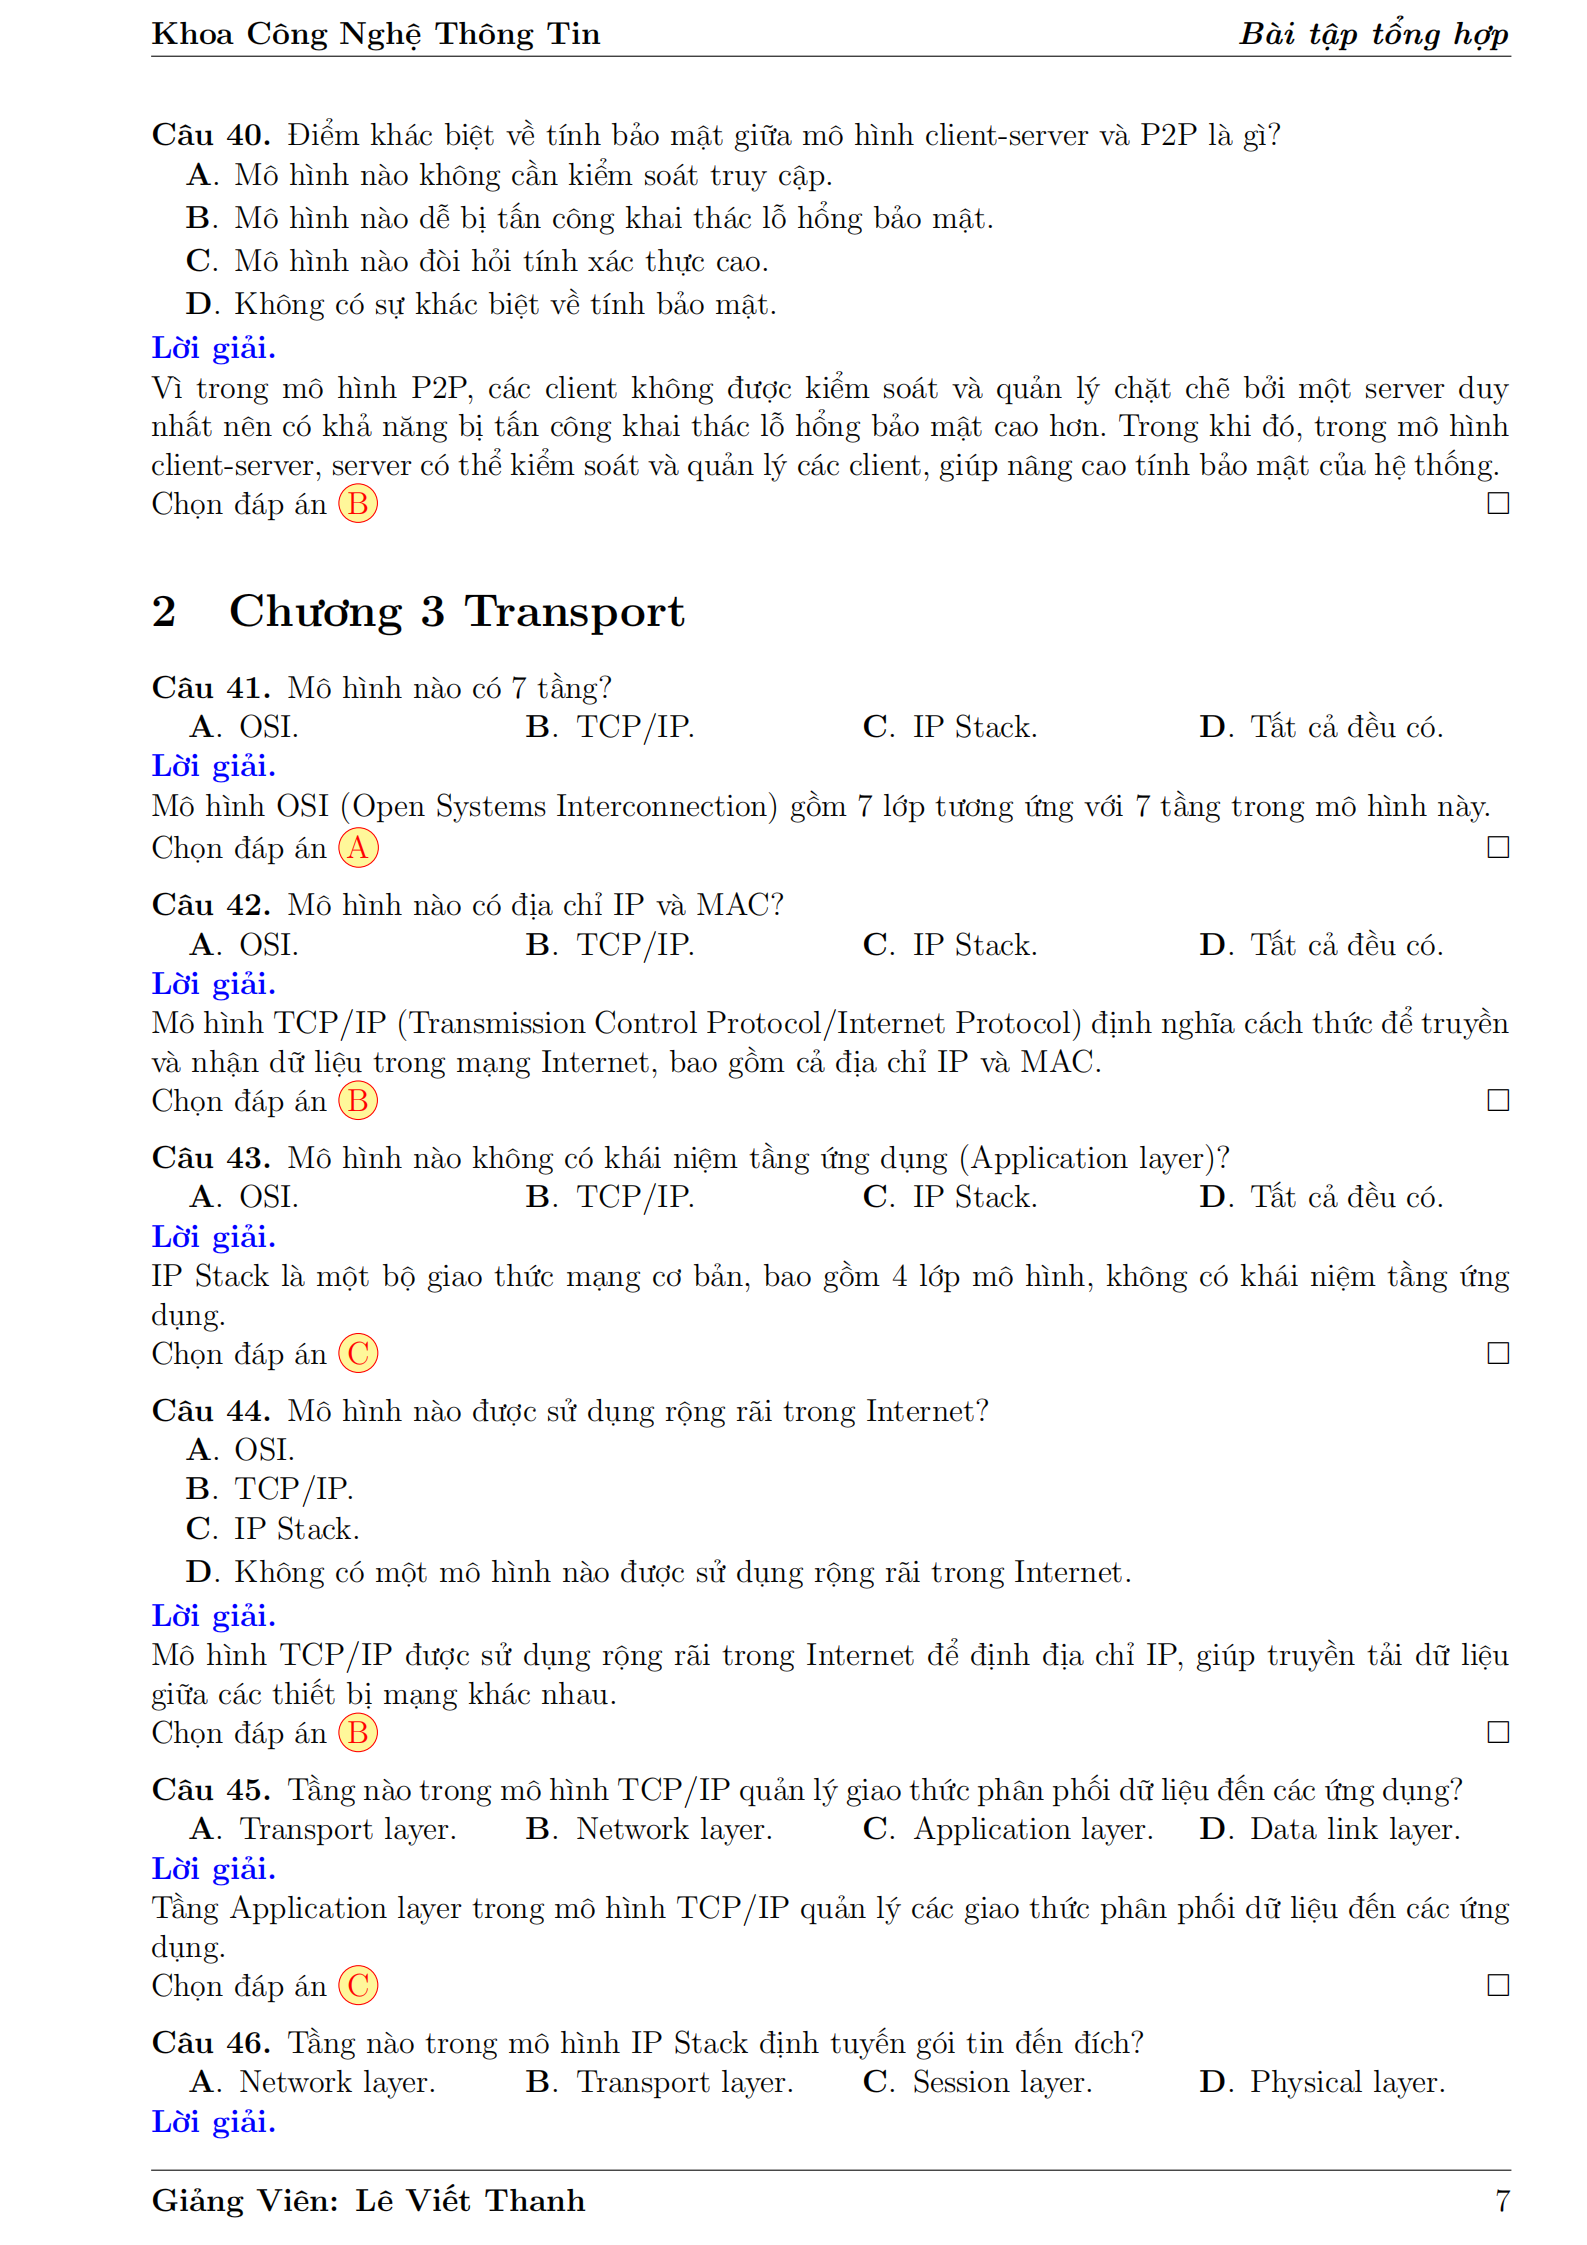 Khoa Công Nghệ Thông Tin Bài tập tổng hợp
Câu 40. Điểm khác biệt về tính bảo mật giữa mô hình client-server và P2P là gì?
A. Mô hình nào không cần kiểm soát truy cập.
B. Mô hình nào dễ bị tấn công khai thác lỗ hổng bảo mật.
C. Mô hình nào đòi hỏi tính xác thực cao.
D. Không có sự khác biệt về tính bảo mật.
Lời giải.
Vì trong mô hình P2P, các client không được kiểm soát và quản lý chặt chẽ bởi một server duy
nhất nên có khả năng bị tấn công khai thác lỗ hổng bảo mật cao hơn. Trong khi đó, trong mô hình
client-server, server có thể kiểm soát và quản lý các client, giúp nâng cao tính bảo mật của hệ thống.
Chọn đáp án B □
2 Chương 3 Transport
Câu 41. Mô hình nào có 7 tầng?
A. OSI. B. TCP/IP. C. IP Stack. D. Tất cả đều có.
Lời giải.
Mô hình OSI (Open Systems Interconnection) gồm 7 lớp tương ứng với 7 tầng trong mô hình này.
Chọn đáp án A □
Câu 42. Mô hình nào có địa chỉ IP và MAC?
A. OSI. B. TCP/IP. C. IP Stack. D. Tất cả đều có.
Lời giải.
Mô hình TCP/IP (Transmission Control Protocol/Internet Protocol) định nghĩa cách thức để truyền
và nhận dữ liệu trong mạng Internet, bao gồm cả địa chỉ IP và MAC.
Chọn đáp án B □
Câu 43. Mô hình nào không có khái niệm tầng ứng dụng (Application layer)?
A. OSI. B. TCP/IP. C. IP Stack. D. Tất cả đều có.
Lời giải.
IP Stack là một bộ giao thức mạng cơ bản, bao gồm 4 lớp mô hình, không có khái niệm tầng ứng
dụng.
Chọn đáp án C □
Câu 44. Mô hình nào được sử dụng rộng rãi trong Internet?
A. OSI.
B. TCP/IP.
C. IP Stack.
D. Không có một mô hình nào được sử dụng rộng rãi trong Internet.
Lời giải.
Mô hình TCP/IP được sử dụng rộng rãi trong Internet để định địa chỉ IP, giúp truyền tải dữ liệu
giữa các thiết bị mạng khác nhau.
Chọn đáp án B □
Câu 45. Tầng nào trong mô hình TCP/IP quản lý giao thức phân phối dữ liệu đến các ứng dụng?
A. Transport layer. B. Network layer. C. Application layer. D. Data link layer.
Lời giải.
Tầng Application layer trong mô hình TCP/IP quản lý các giao thức phân phối dữ liệu đến các ứng
dụng.
Chọn đáp án C □
Câu 46. Tầng nào trong mô hình IP Stack định tuyến gói tin đến đích?
A. Network layer. B. Transport layer. C. Session layer. D. Physical layer.
Lời giải.
Giảng Viên: Lê Viết Thanh 7